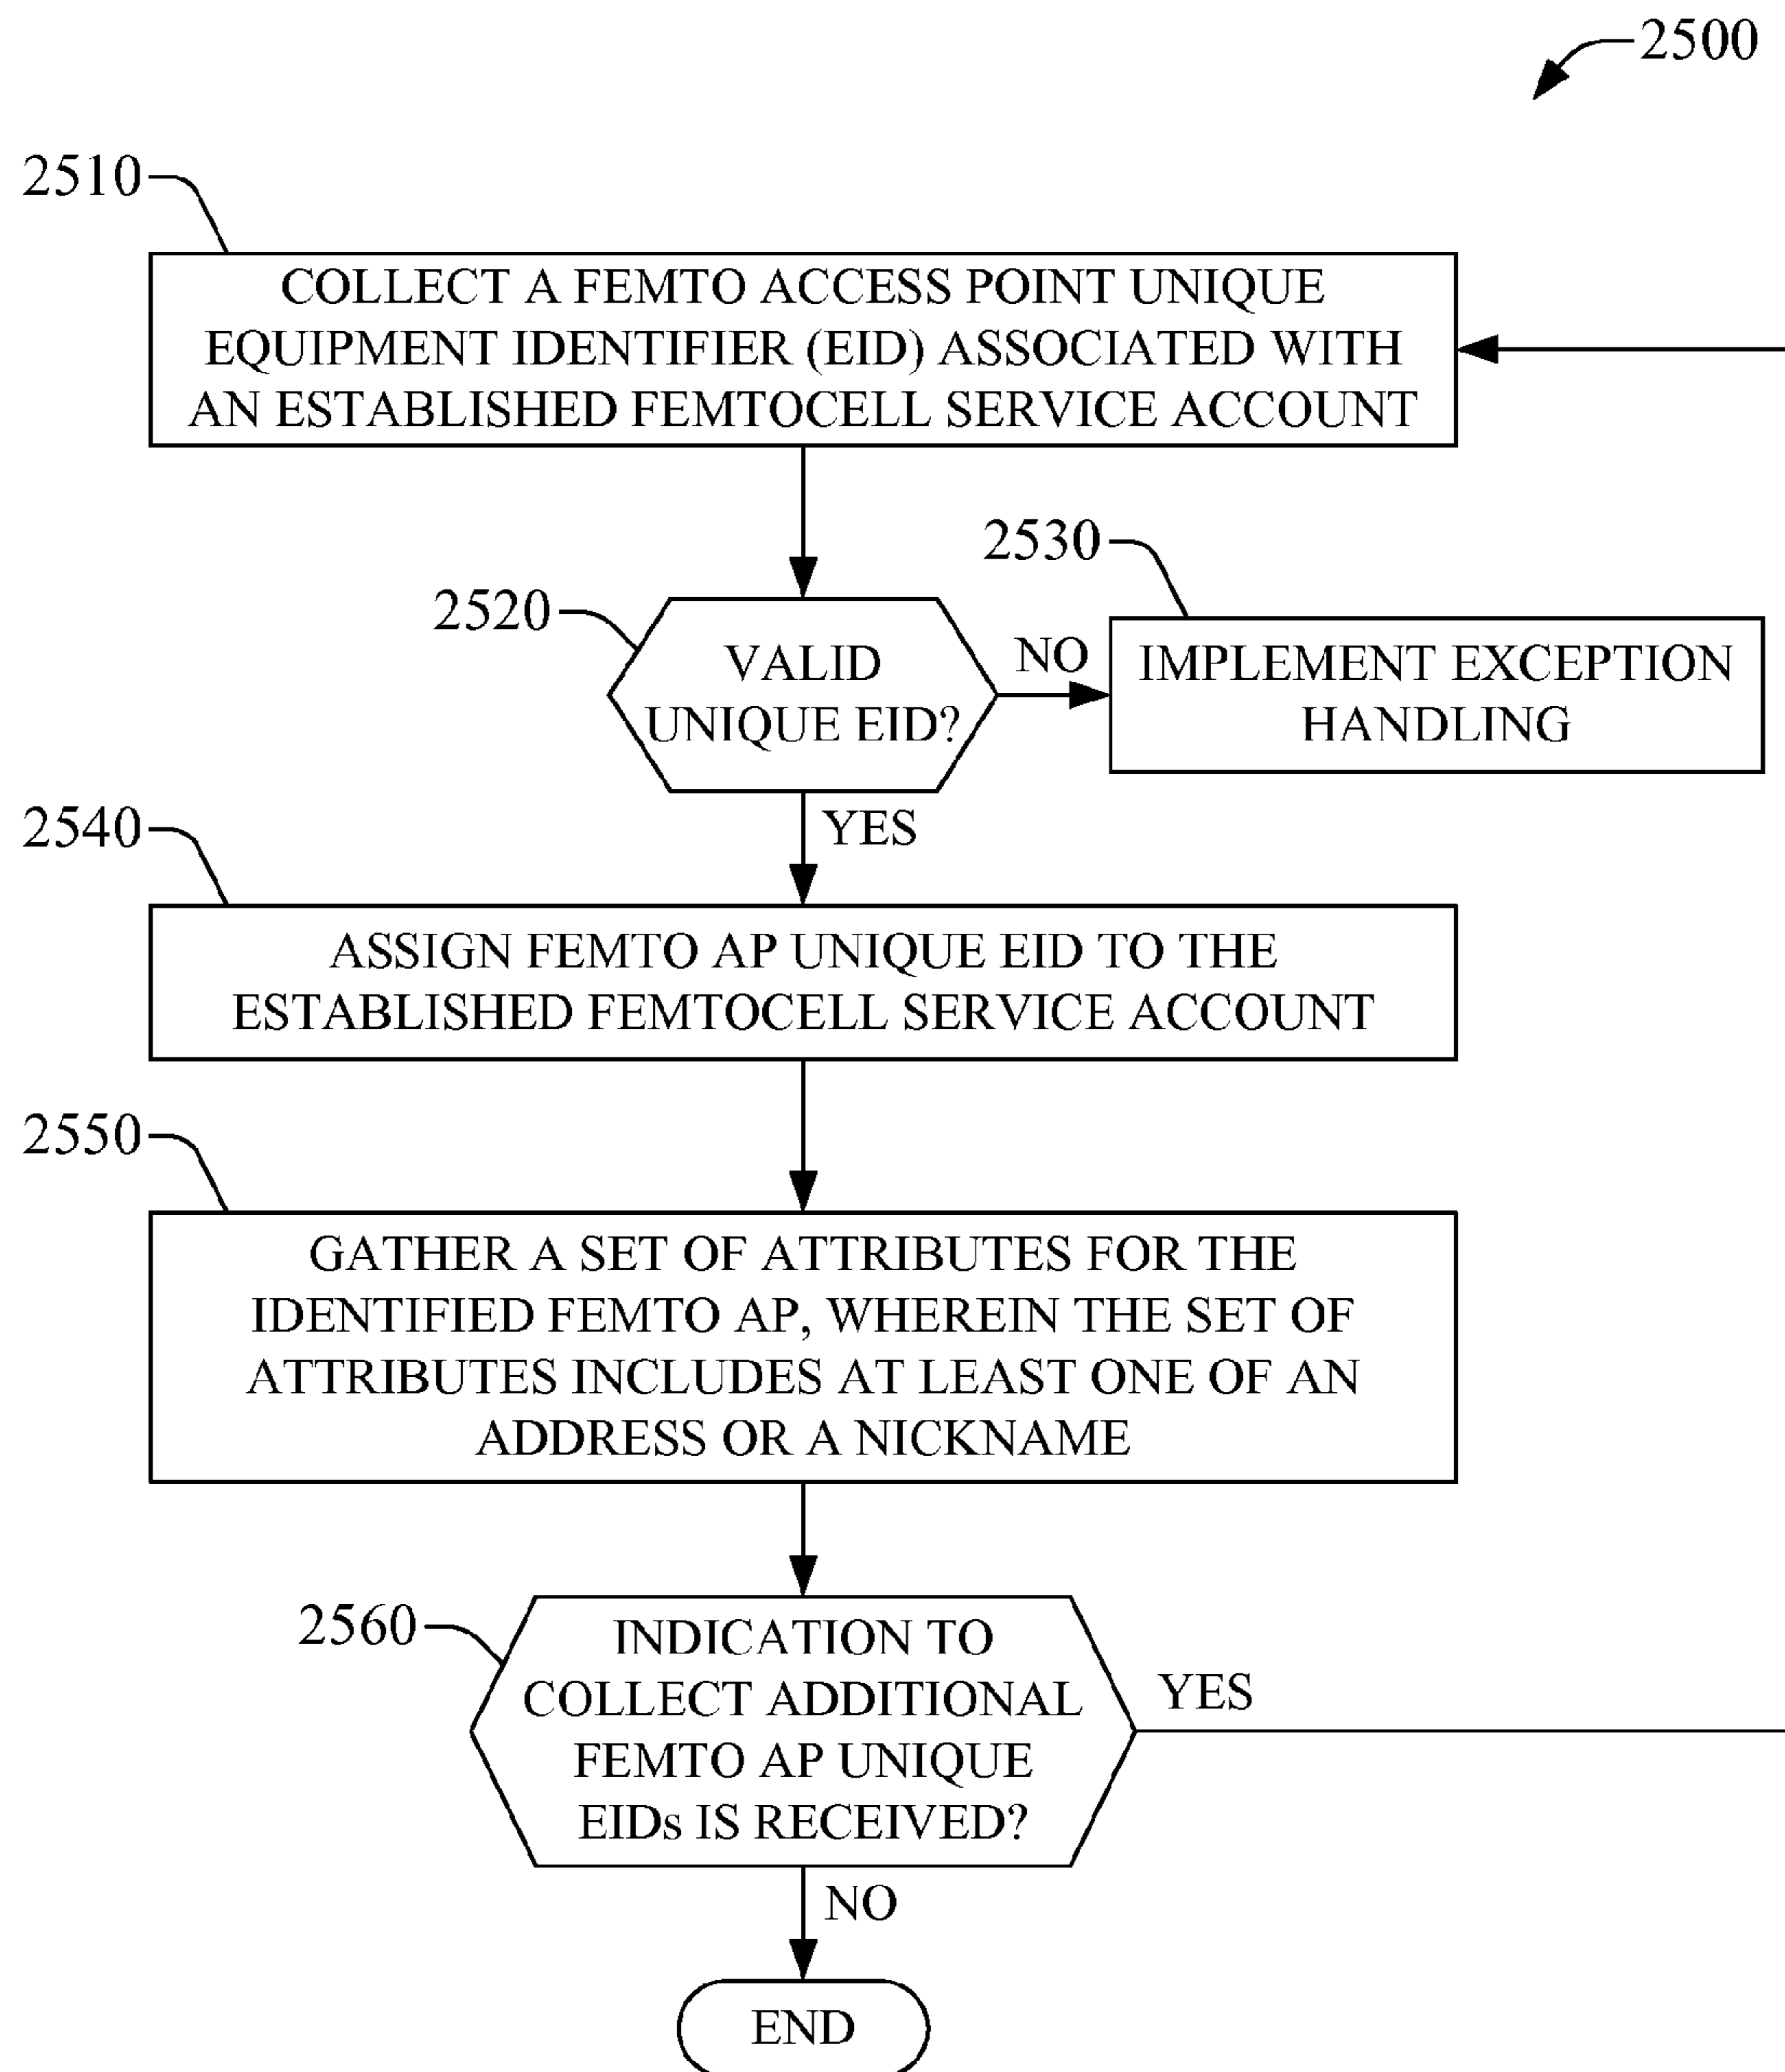 2500
2510
COLLECT A FEMTO ACCESS POINT UNIQUE
EQUIPMENT IDENTIFIER (EID) ASSOCIATED WITH
AN ESTABLISHED FEMTOCELL SERVICE ACCOUNT
2520
VALID
UNIQUE EID?
NO
2530
IMPLEMENT EXCEPTION
HANDLING
YES
2540
ASSIGN FEMTO AP UNIQUE EID TO THE
ESTABLISHED FEMTOCELL SERVICE ACCOUNT
2550
GATHER A SET OF ATTRIBUTES FOR THE
IDENTIFIED FEMTO AP, WHEREIN THE SET OF
ATTRIBUTES INCLUDES AT LEAST ONE OF AN
ADDRESS OR A NICKNAME
2560
INDICATION TO
COLLECT ADDITIONAL
FEMTO AP UNIQUE
EIDs IS RECEIVED?
YES
NO
END